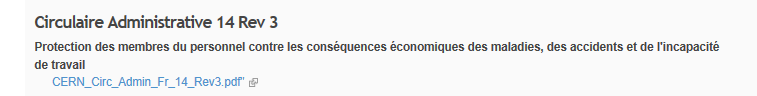 Circulaire Administrative 14 Rev 3
Protection des membres du personnel contre les conséquences économiques des maladies, des accidents et de l'incapacité
de travail
CERN_Circ_Admin_Fr_14_Rev3.pdf"